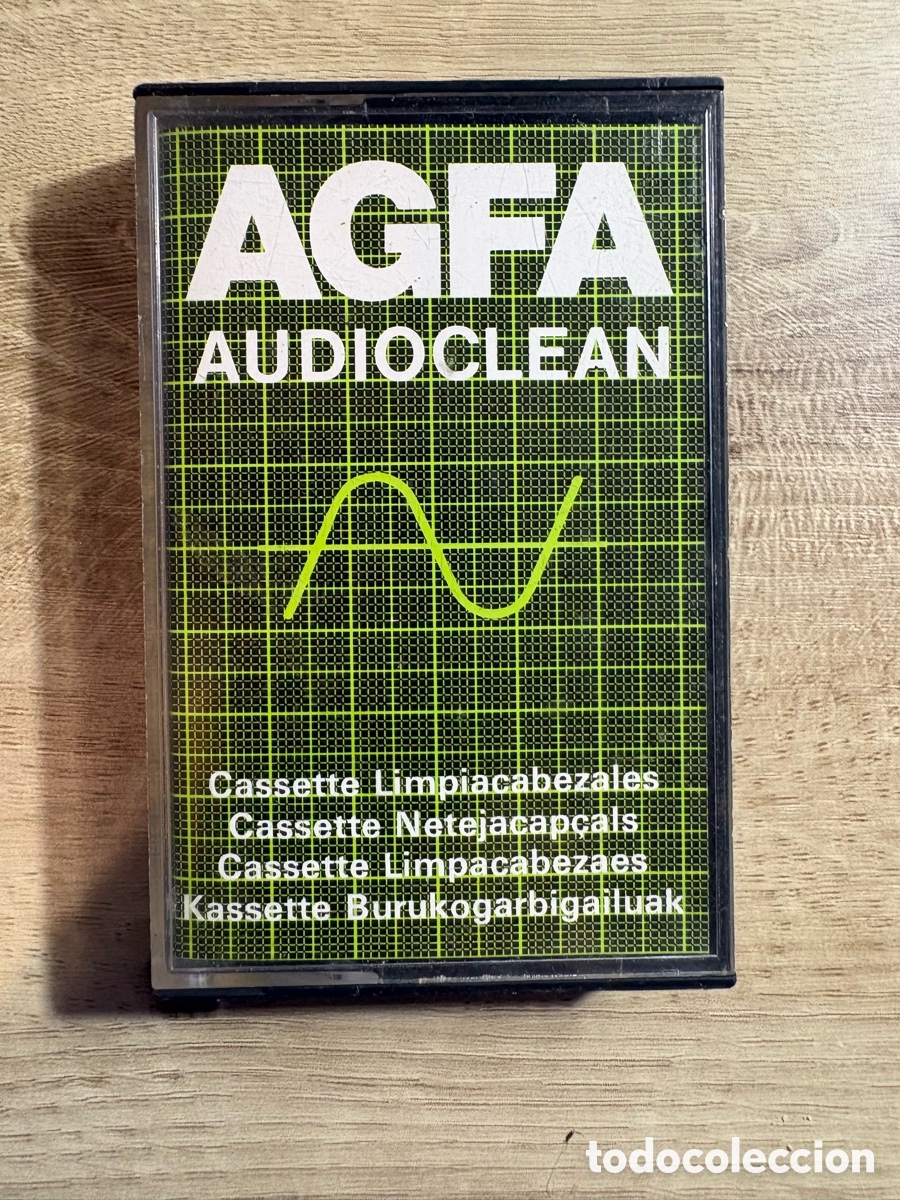 AGFA
AUDIOCLEAN
Cassette Limpiacabezales
Cassette Netejacapçals
Cassette Limpacabezaes
Kassette Burukogarbigailuak
todocoleccion